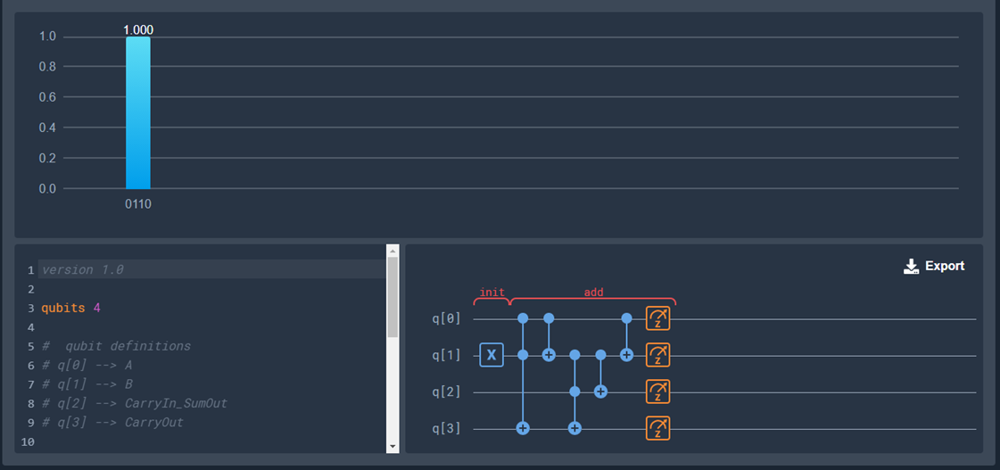 1.000
1.0
0.8
0.6
0.4
0.2
0.0
0110
1 version 1.0
2
3 qubits 4
4
5 # qubit definitions
6 # q[0] --> A
7 # q[1] --> B
8 # q[2] --> CarryIn_SumOut
9 # q[3] --> CarryOut
10
Export
init add
q[0] Z
q[1] X Z
q[2] Z
q[3] Z